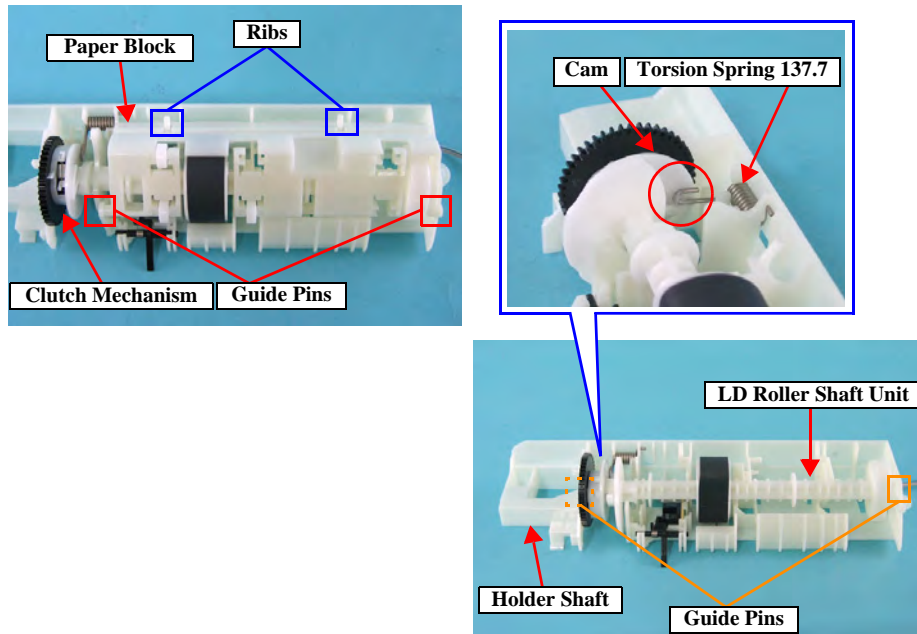 Paper Block
Ribs
Clutch Mechanism
Guide Pins
Cam
Torsion Spring 137.7
LD Roller Shaft Unit
Holder Shaft
Guide Pins